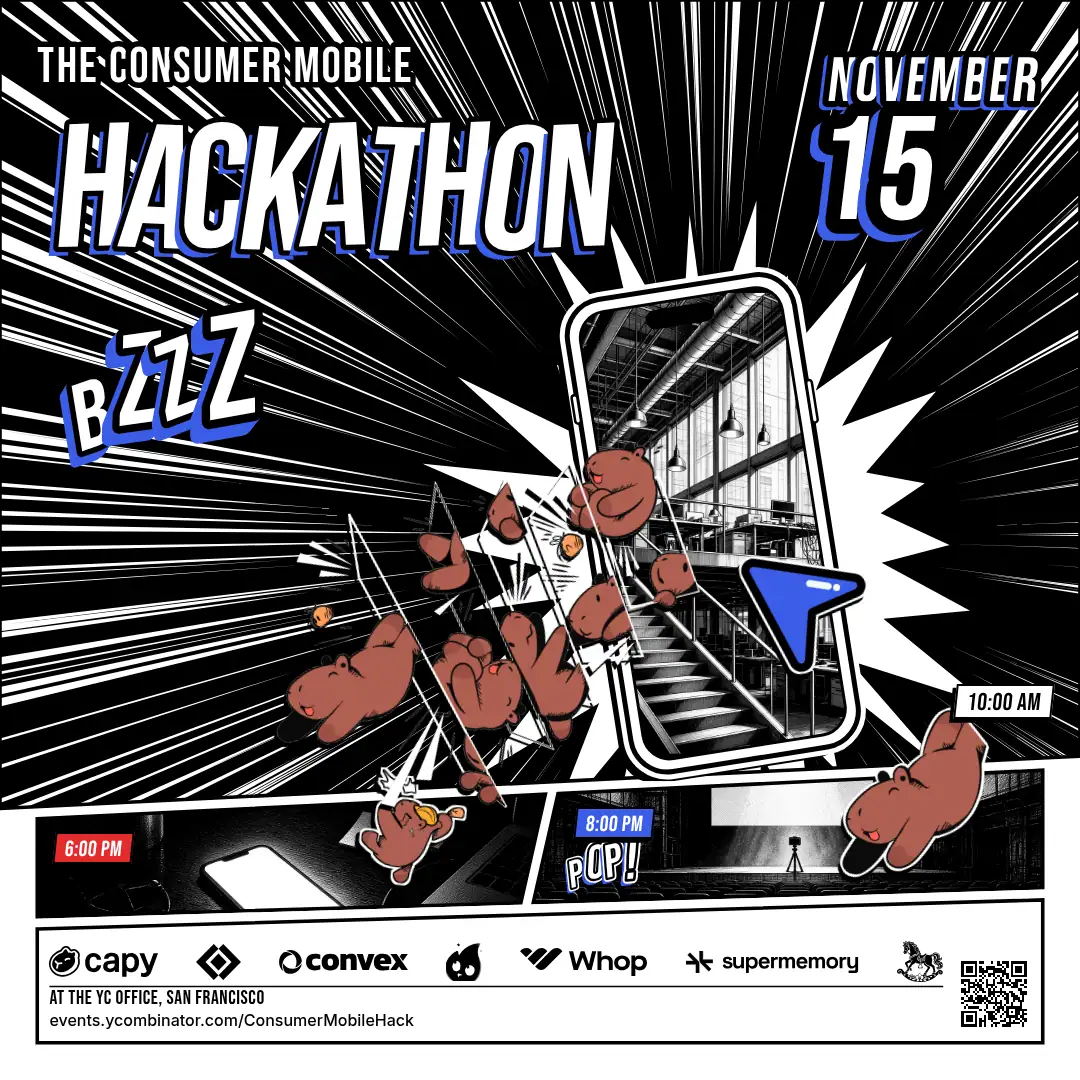 THE CONSUMER MOBILE
HACKATHON
NOVEMBER
15
BZZZ
10:00 AM
6:00 PM
8:00 PM
POP!
capy
convex
Whop
supermemory
AT THE YC OFFICE, SAN FRANCISCO
events.ycombinator.com/ConsumerMobileHack